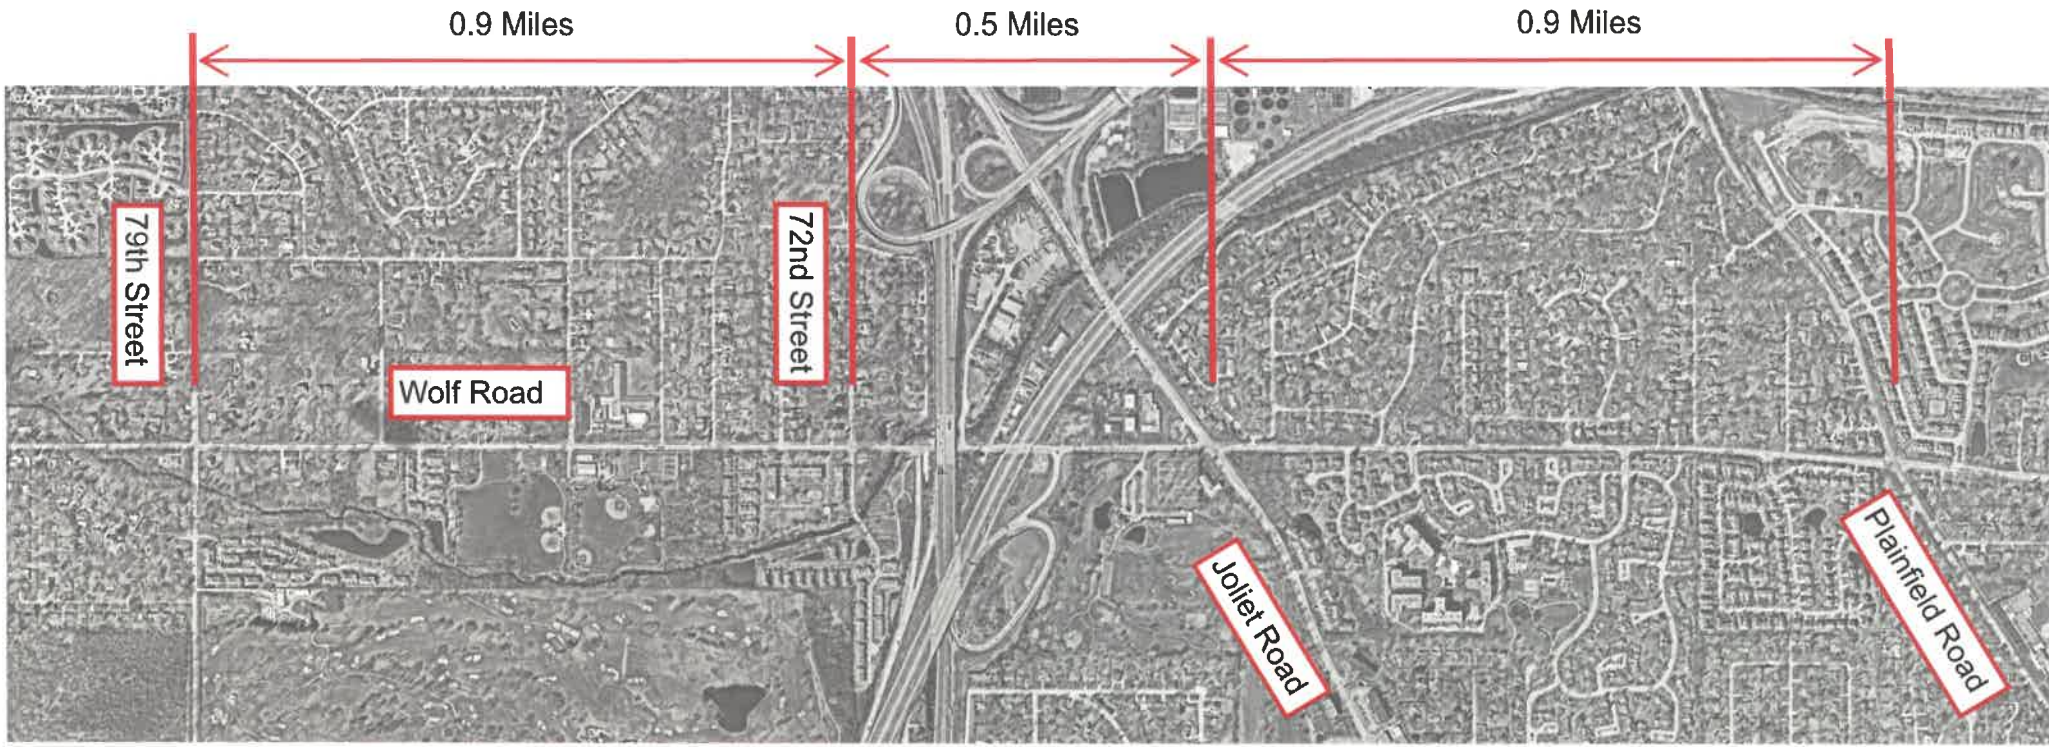 0.9 Miles
0.5 Miles
0.9 Miles
79th Street
72nd Street
Wolf Road
Joliet Road
Plainfield Road